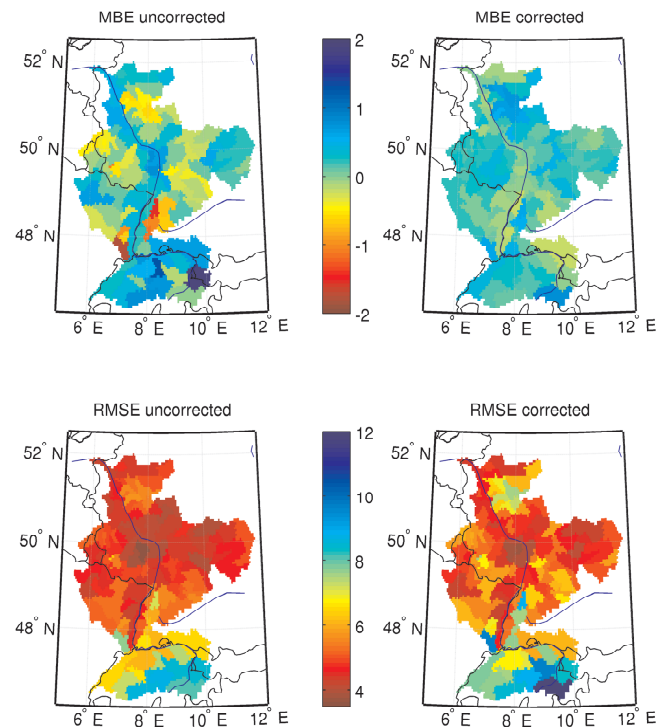 MBE uncorrected
MBE corrected
52° N
50° N
48° N
6° E
8° E
10° E
12° E
2
1
0
-1
-2
52° N
50° N
48° N
6° E
8° E
10° E
12° E
RMSE uncorrected
RMSE corrected
52° N
50° N
48° N
6° E
8° E
10° E
12° E
12
10
8
6
4
52° N
50° N
48° N
6° E
8° E
10° E
12° E